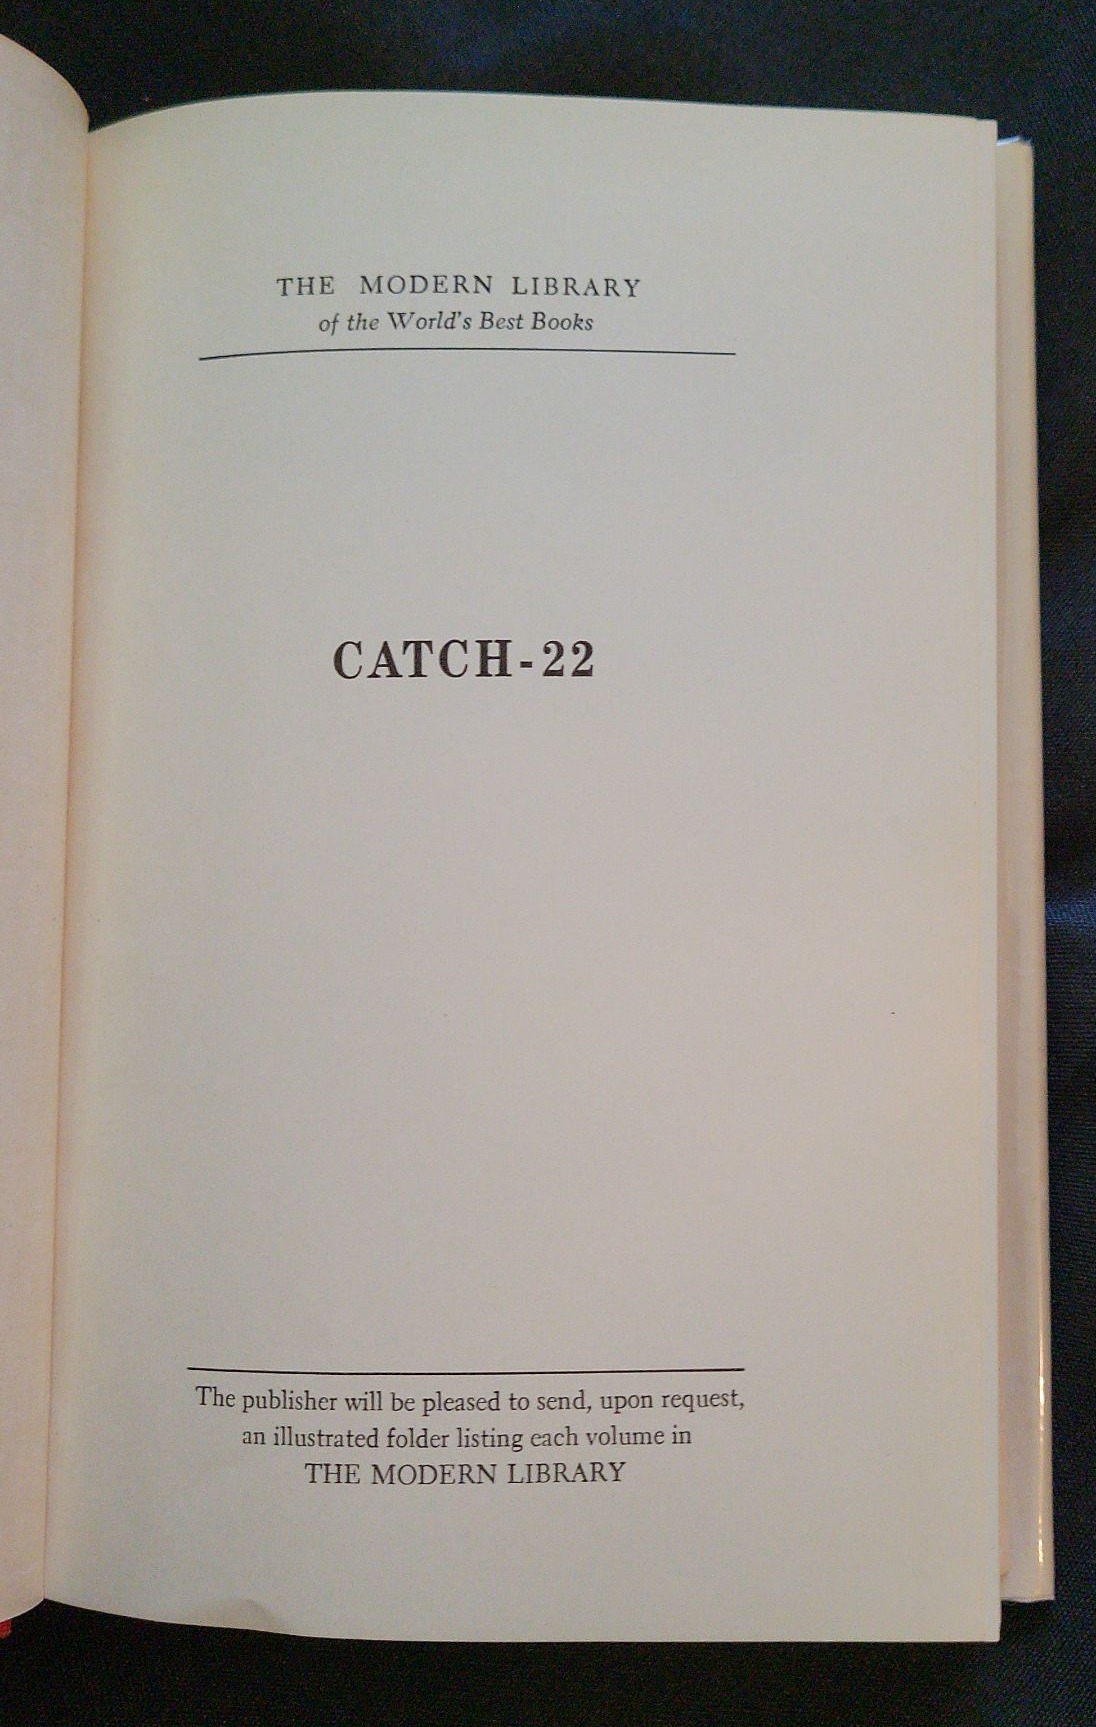 THE MODERN LIBRARY
of the World's Best Books
CATCH-22
The publisher will be pleased to send, upon request,
an illustrated folder listing each volume in
THE MODERN LIBRARY